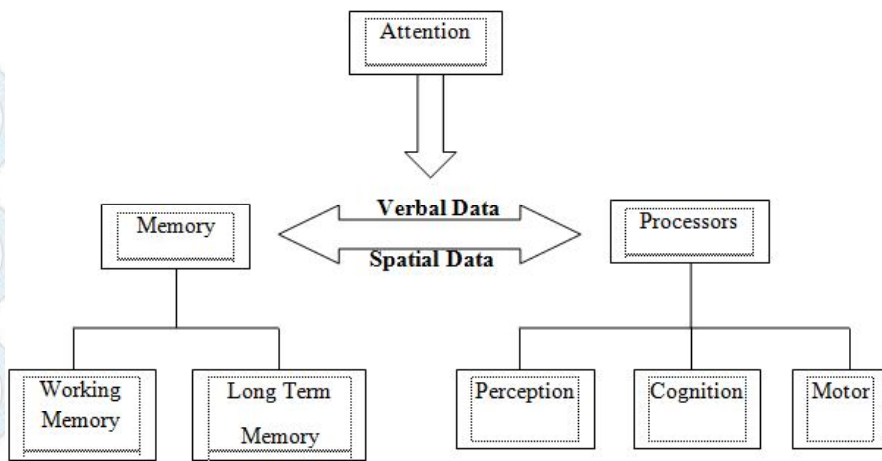 Attention
Verbal Data
Memory
Processors
Spatial Data
Working
Memory
Long Term
Memory
Perception
Cognition
Motor